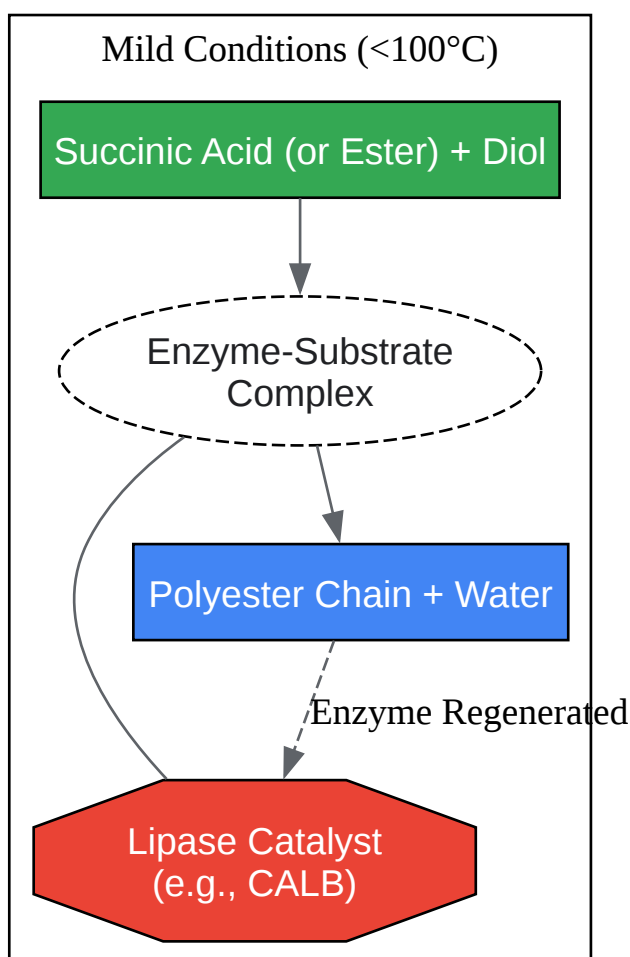 Mild Conditions (<100°C)
Succinic Acid (or Ester) + Diol
Enzyme-Substrate
Complex
Polyester Chain + Water
Enzyme Regenerated
Lipase Catalyst
(e.g., CALB)